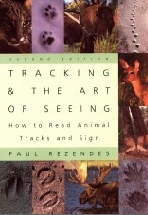 SECOND EDITION
TRACKING
& THE ART
OF SEEING
How to Read Animal
Tracks and Sign
PAUL REZENDES